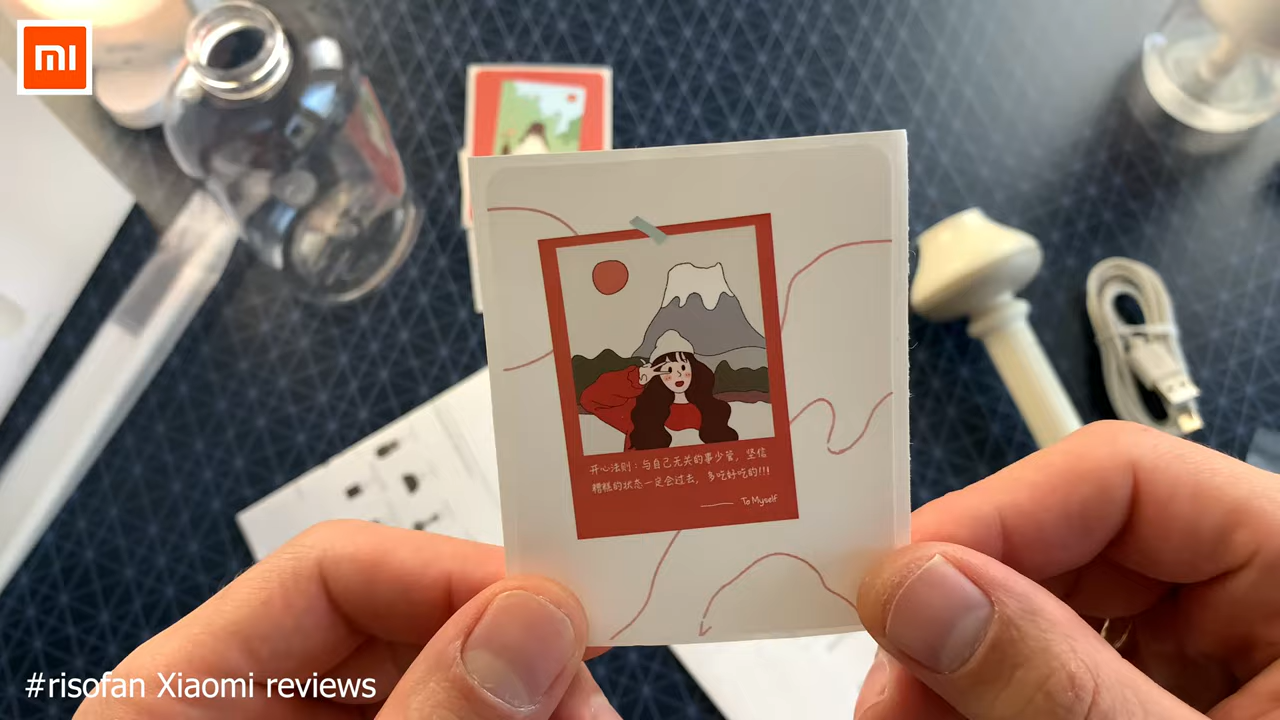 mi
开心法则：与自己无关的事少管，坚信
糟糕的状态一定会过去，多吃好吃的!!!
—— To Myself
#risofan Xiaomi reviews